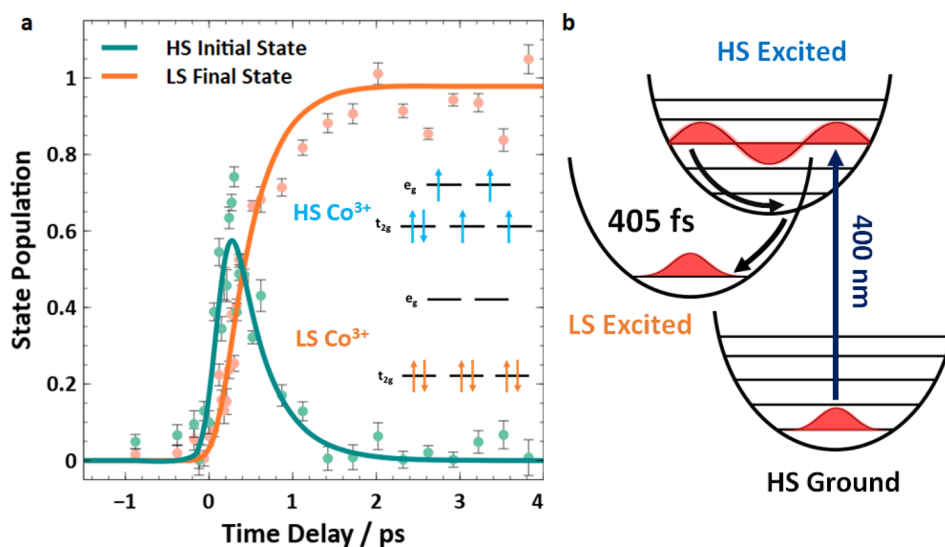 a
HS Initial State
LS Final State
State Population
1
0.8
0.6
0.4
0.2
0
−1
0
1
2
3
4
Time Delay / ps
e_g
HS Co³⁺
t_2g
e_g
LS Co³⁺
t_2g
b
HS Excited
405 fs
LS Excited
400 nm
HS Ground